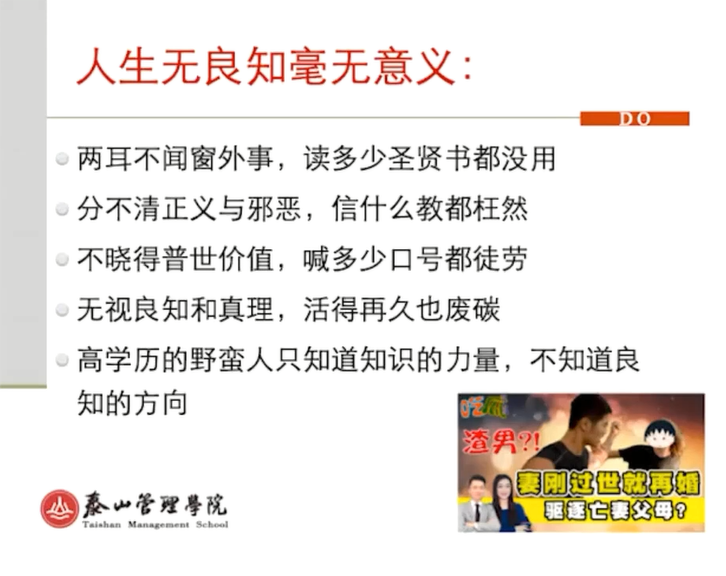 人生无良知毫无意义：
DO
两耳不闻窗外事，读多少圣贤书都没用
分不清正义与邪恶，信什么教都枉然
不晓得普世价值，喊多少口号都徒劳
无视良知和真理，活得再久也废碳
高学历的野蛮人只知道知识的力量，不知道良
知的方向
吃瓜
渣男?!
妻刚过世就再婚
驱逐亡妻父母?
泰山管理學院
Taishan Management School